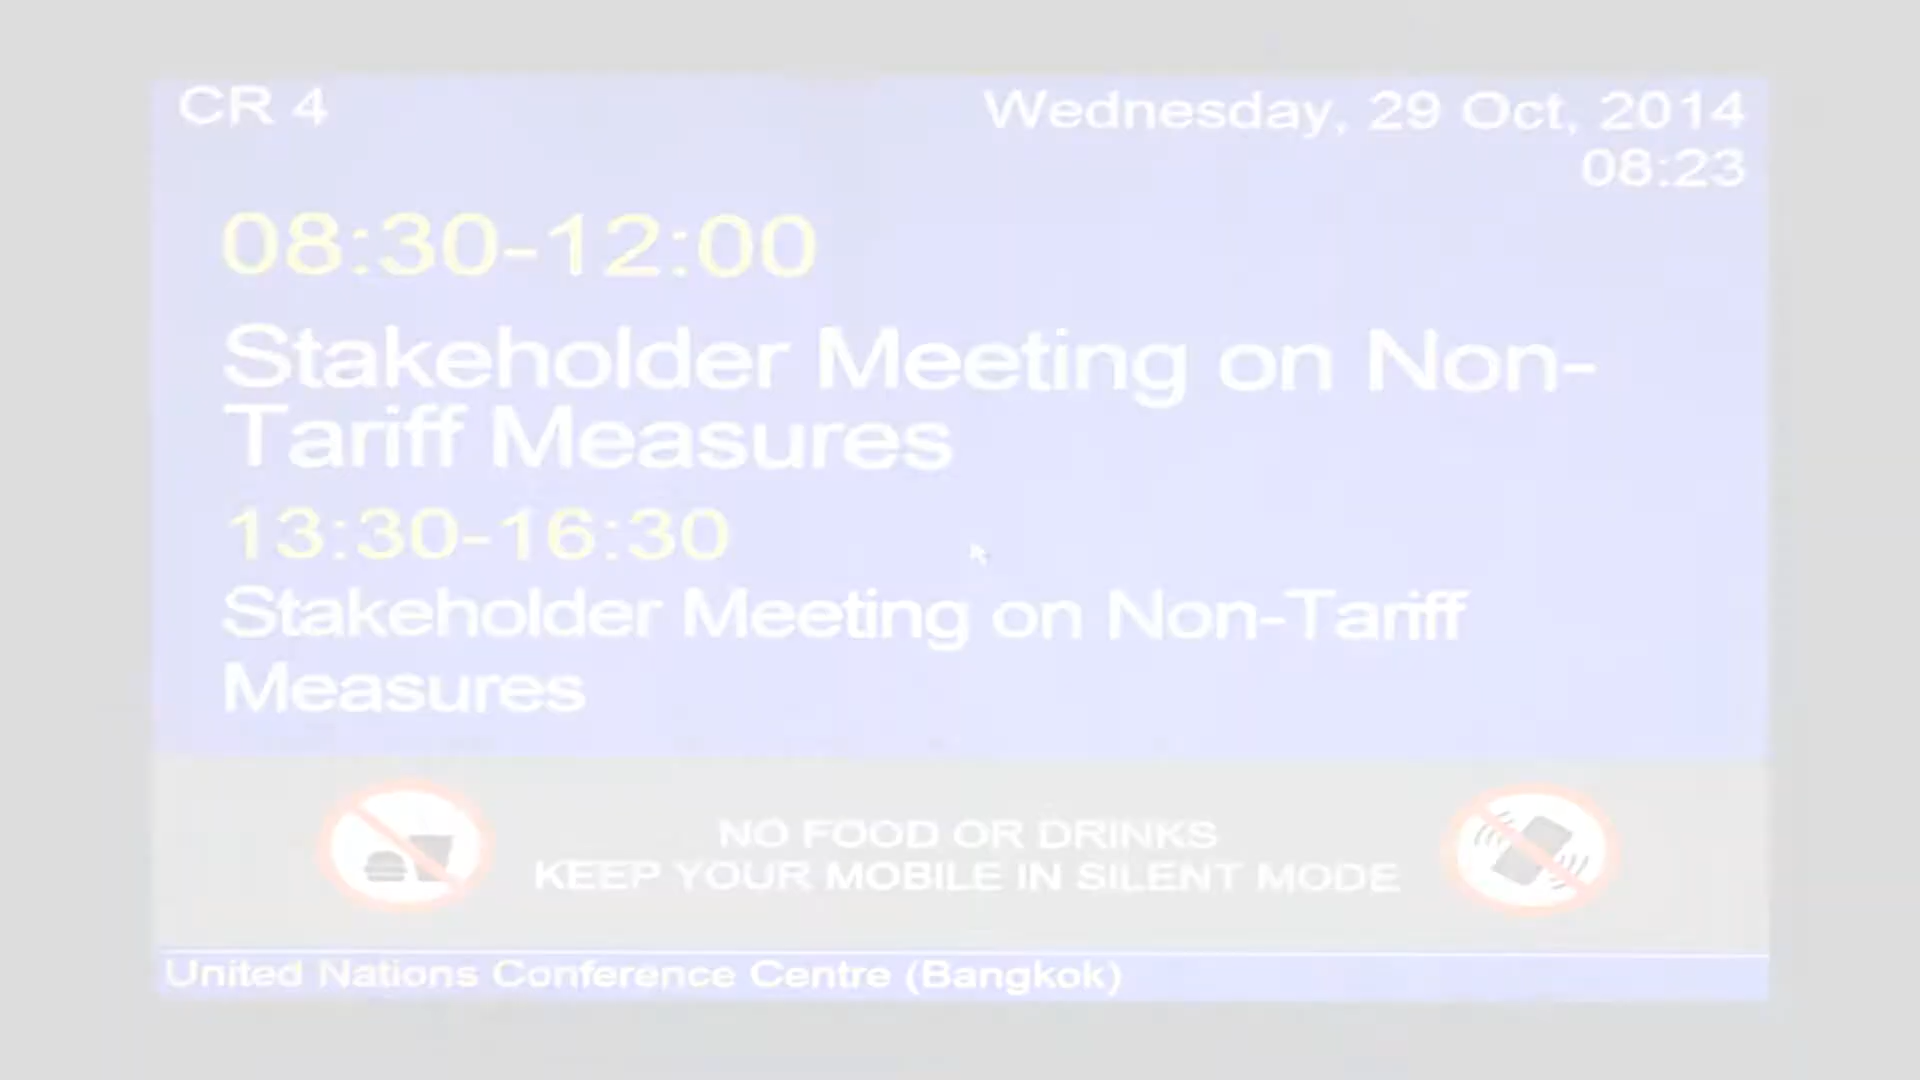 CR 4
Wednesday, 29 Oct, 2014
08:23
08:30-12:00
Stakeholder Meeting on Non-
Tariff Measures
13:30-16:30
Stakeholder Meeting on Non-Tariff
Measures
NO FOOD OR DRINKS
KEEP YOUR MOBILE IN SILENT MODE
United Nations Conference Centre (Bangkok)